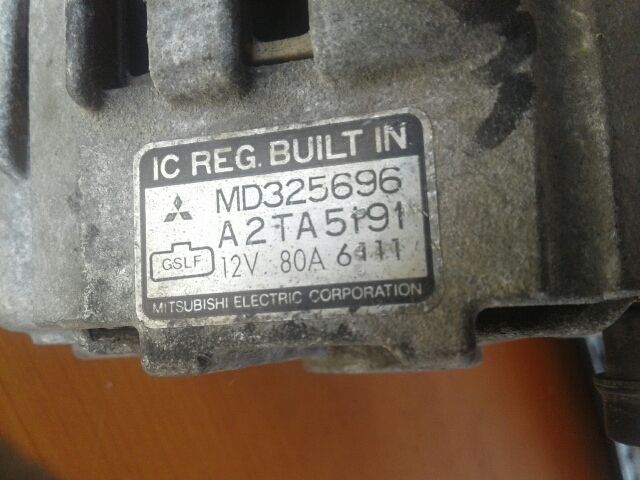 IC REG. BUILT IN
MD325696
A2TA5191
GSLF 12V 80A 6111
MITSUBISHI ELECTRIC CORPORATION